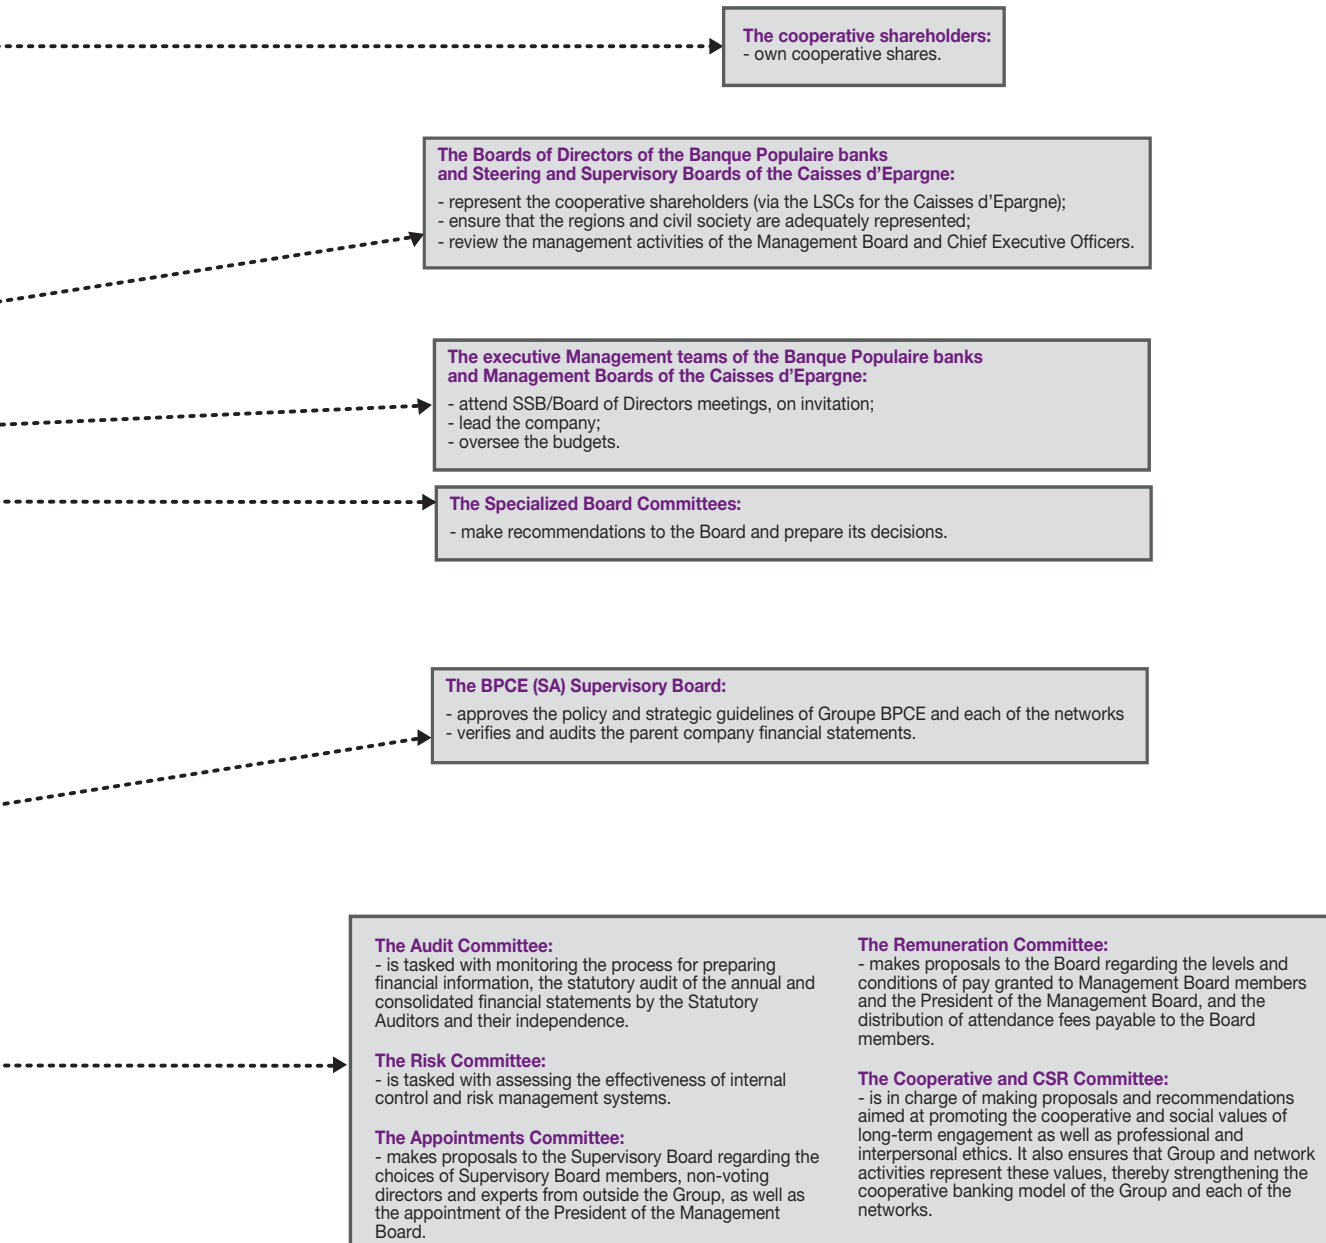 The cooperative shareholders:
- own cooperative shares.
The Boards of Directors of the Banque Populaire banks
and Steering and Supervisory Boards of the Caisses d’Epargne:
- represent the cooperative shareholders (via the LSCs for the Caisses d’Epargne);
- ensure that the regions and civil society are adequately represented;
- review the management activities of the Management Board and Chief Executive Officers.
The executive Management teams of the Banque Populaire banks
and Management Boards of the Caisses d’Epargne:
- attend SSB/Board of Directors meetings, on invitation;
- lead the company;
- oversee the budgets.
The Specialized Board Committees:
- make recommendations to the Board and prepare its decisions.
The BPCE (SA) Supervisory Board:
- approves the policy and strategic guidelines of Groupe BPCE and each of the networks
- verifies and audits the parent company financial statements.
The Audit Committee:
- is tasked with monitoring the process for preparing
financial information, the statutory audit of the annual and
consolidated financial statements by the Statutory
Auditors and their independence.
The Risk Committee:
- is tasked with assessing the effectiveness of internal
control and risk management systems.
The Appointments Committee:
- makes proposals to the Supervisory Board regarding the
choices of Supervisory Board members, non-voting
directors and experts from outside the Group, as well as
the appointment of the President of the Management
Board.
The Remuneration Committee:
- makes proposals to the Board regarding the levels and
conditions of pay granted to Management Board members
and the President of the Management Board, and the
distribution of attendance fees payable to the Board
members.
The Cooperative and CSR Committee:
- is in charge of making proposals and recommendations
aimed at promoting the cooperative and social values of
long-term engagement as well as professional and
interpersonal ethics. It also ensures that Group and network
activities represent these values, thereby strengthening the
cooperative banking model of the Group and each of the
networks.